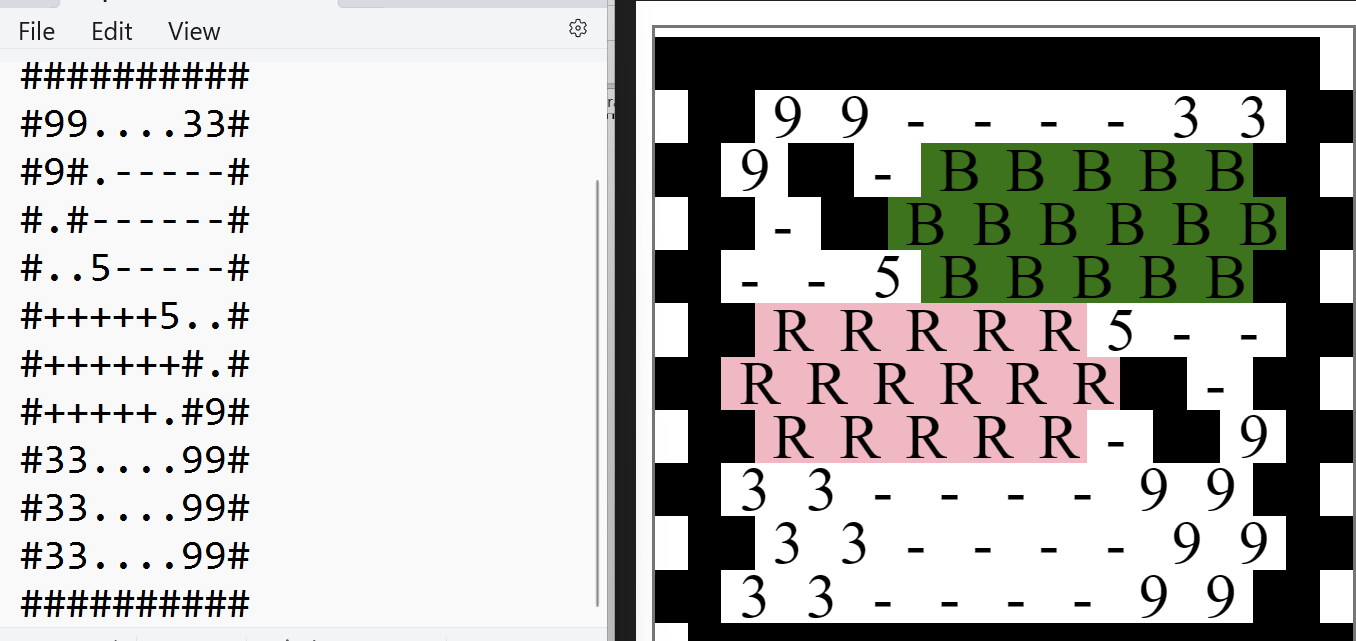 File Edit View
##########
#99....33#
#9#.-----#
#.#------#
#..5-----#
#+++++5..#
#++++++#.#
#+++++.#9#
#33....99#
#33....99#
#33....99#
##########
9 9 - - - - 3 3
9 - B B B B B
- B B B B B B
- - 5 B B B B B
R R R R R 5 - -
R R R R R R -
R R R R R - 9
3 3 - - - - 9 9
3 3 - - - - 9 9
3 3 - - - - 9 9